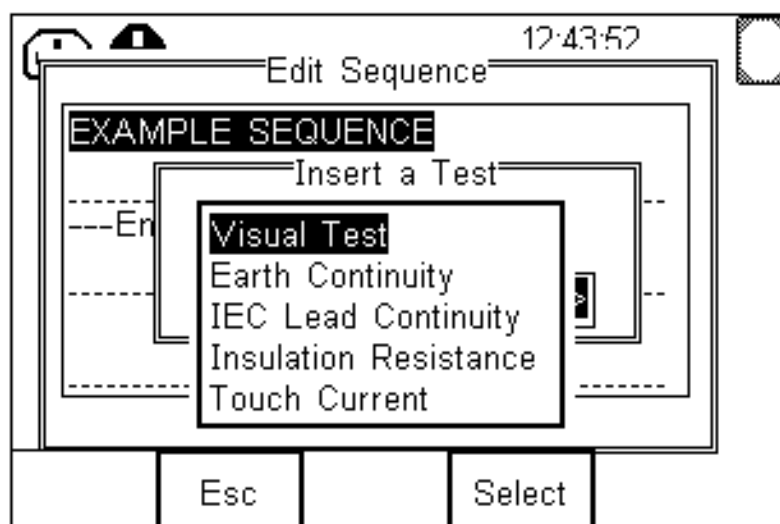 12:43:52
Edit Sequence
EXAMPLE SEQUENCE
Insert a Test
---En
Visual Test
Earth Continuity
>
IEC Lead Continuity
Insulation Resistance
Touch Current
Esc
Select